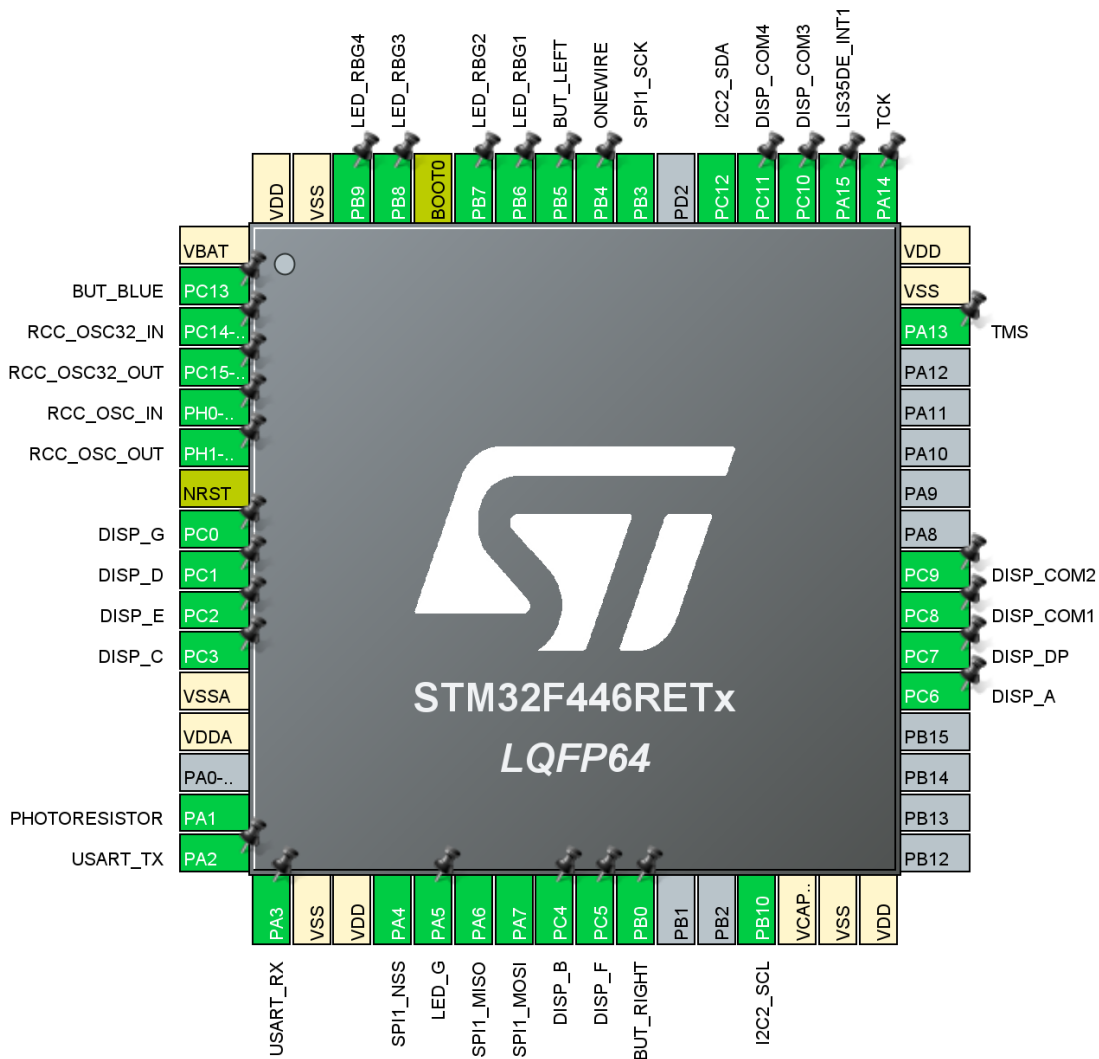 LED_RBG4
LED_RBG3
LED_RBG2
LED_RBG1
BUT_LEFT
ONEWIRE
SPI1_SCK
I2C2_SDA
DISP_COM4
DISP_COM3
LIS35DE_INT1
TCK
VDD
VSS
PB9
PB8
BOOT0
PB7
PB6
PB5
PB4
PB3
PD2
PC12
PC11
PC10
PA15
PA14
VBAT
BUT_BLUE PC13
RCC_OSC32_IN PC14-..
RCC_OSC32_OUT PC15-..
RCC_OSC_IN PH0-..
RCC_OSC_OUT PH1-..
NRST
DISP_G PC0
DISP_D PC1
DISP_E PC2
DISP_C PC3
VSSA
VDDA
PA0-..
PHOTORESISTOR PA1
USART_TX PA2
ST
STM32F446RETx
LQFP64
VDD
VSS
PA13 TMS
PA12
PA11
PA10
PA9
PA8
PC9 DISP_COM2
PC8 DISP_COM1
PC7 DISP_DP
PC6 DISP_A
PB15
PB14
PB13
PB12
PA3
VSS
VDD
PA4
PA5
PA6
PA7
PC4
PC5
PB0
PB1
PB2
PB10
VCAP..
VSS
VDD
USART_RX
SPI1_NSS
LED_G
SPI1_MISO
SPI1_MOSI
DISP_B
DISP_F
BUT_RIGHT
I2C2_SCL